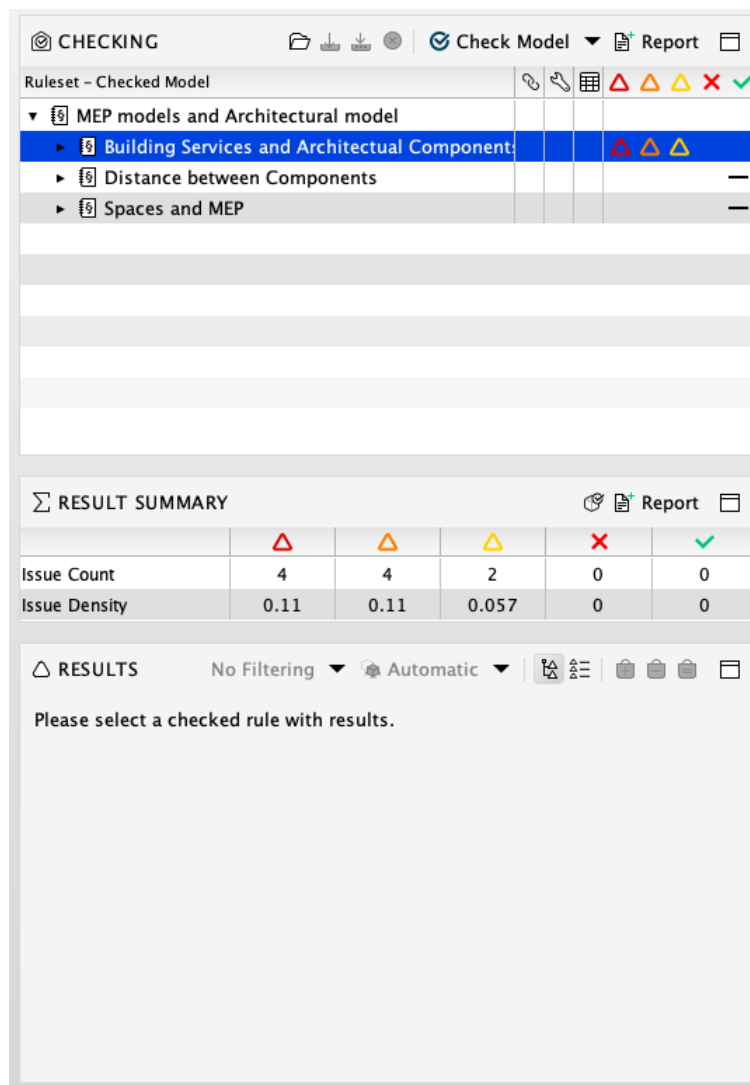 CHECKING Check Model Report
Ruleset – Checked Model
MEP models and Architectural model
Building Services and Architectual Component
Distance between Components
Spaces and MEP
RESULT SUMMARY Report
Issue Count 4 4 2 0 0
Issue Density 0.11 0.11 0.057 0 0
RESULTS No Filtering Automatic
Please select a checked rule with results.